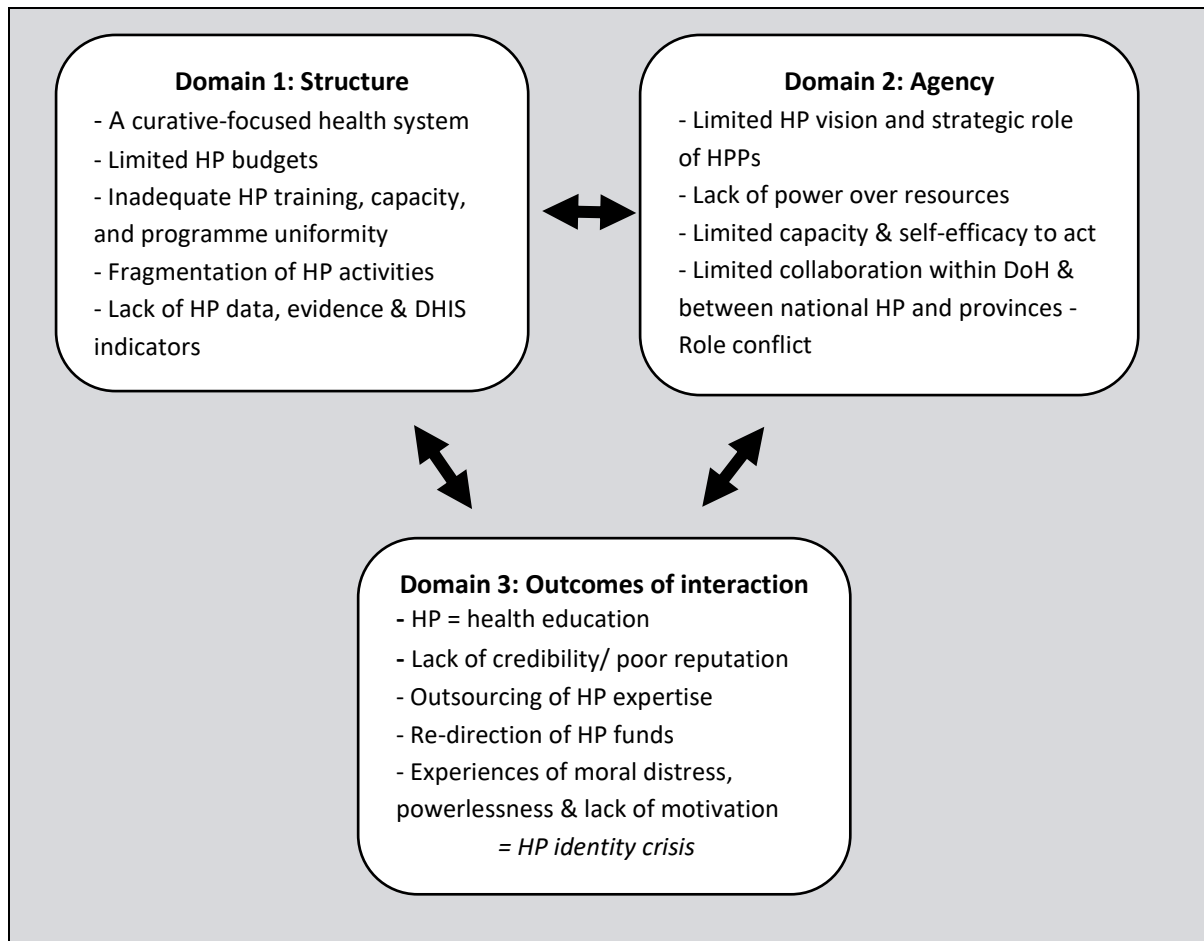 Domain 1: Structure
- A curative-focused health system
- Limited HP budgets
- Inadequate HP training, capacity,
and programme uniformity
- Fragmentation of HP activities
- Lack of HP data, evidence & DHIS
indicators
Domain 2: Agency
- Limited HP vision and strategic role
of HPPs
- Lack of power over resources
- Limited capacity & self-efficacy to act
- Limited collaboration within DoH &
between national HP and provinces -
Role conflict
Domain 3: Outcomes of interaction
- HP = health education
- Lack of credibility/ poor reputation
- Outsourcing of HP expertise
- Re-direction of HP funds
- Experiences of moral distress,
powerlessness & lack of motivation
= HP identity crisis